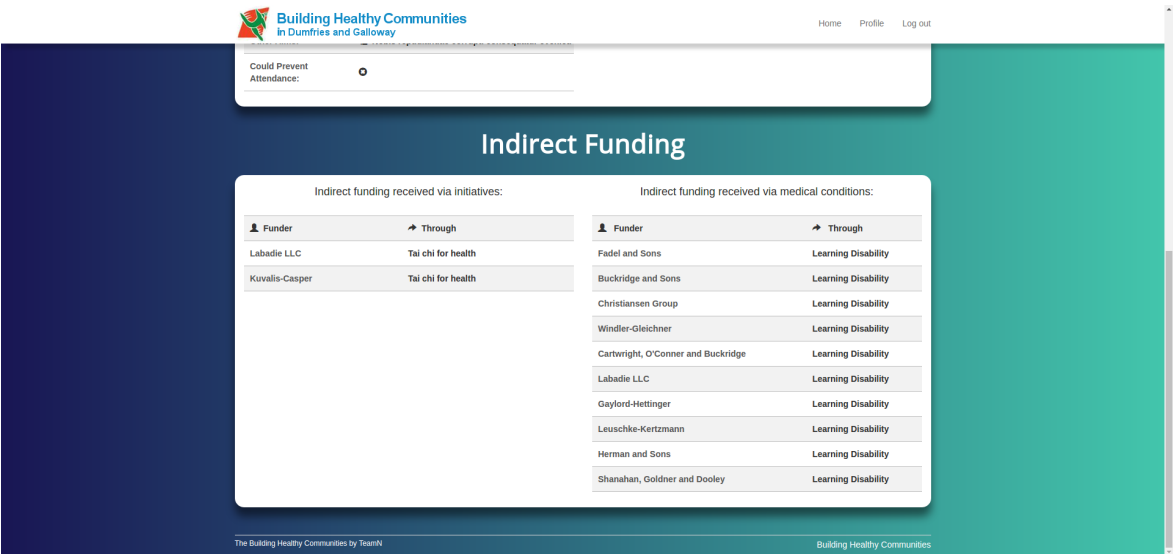 Building Healthy Communities
in Dumfries and Galloway
Home Profile Log out
Could Prevent
Attendance:
Indirect Funding
Indirect funding received via initiatives:
Funder Through
Labadie LLC Tai chi for health
Kuvalis-Casper Tai chi for health
Indirect funding received via medical conditions:
Funder Through
Fadel and Sons Learning Disability
Buckridge and Sons Learning Disability
Christiansen Group Learning Disability
Windler-Gleichner Learning Disability
Cartwright, O'Conner and Buckridge Learning Disability
Labadie LLC Learning Disability
Gaylord-Hettinger Learning Disability
Leuschke-Kertzmann Learning Disability
Herman and Sons Learning Disability
Shanahan, Goldner and Dooley Learning Disability
The Building Healthy Communities by TeamN
Building Healthy Communities